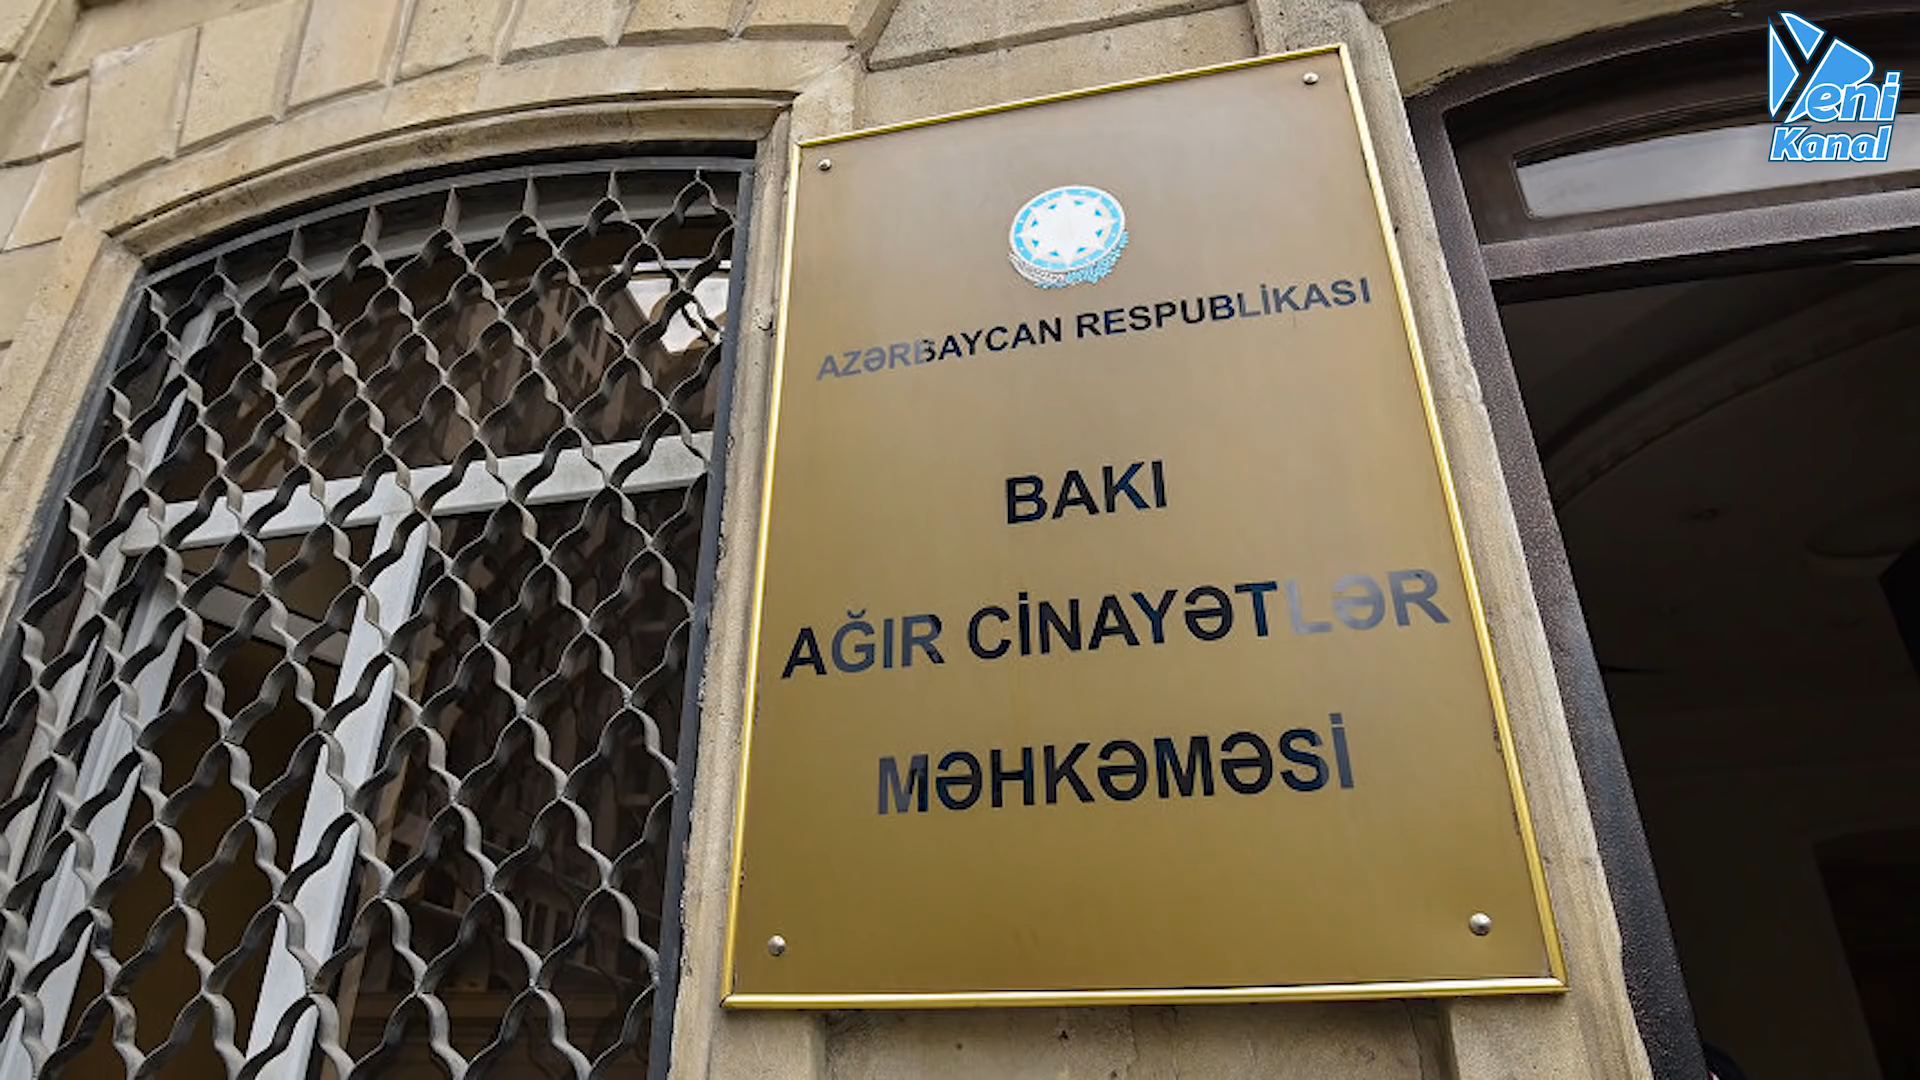 Yeni
Kanal
AZƏRBAYCAN RESPUBLİKASI
BAKI
AĞIR CİNAYƏTLƏR
MƏHKƏMƏSİ